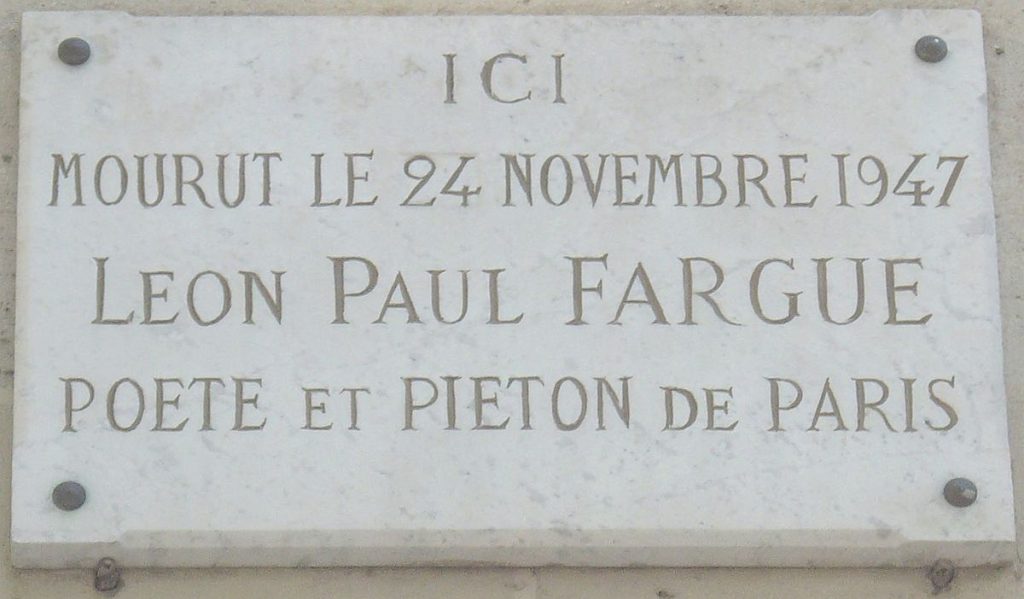 ICI
MOURUT LE 24 NOVEMBRE 1947
LEON PAUL FARGUE
POETE ET PIETON DE PARIS